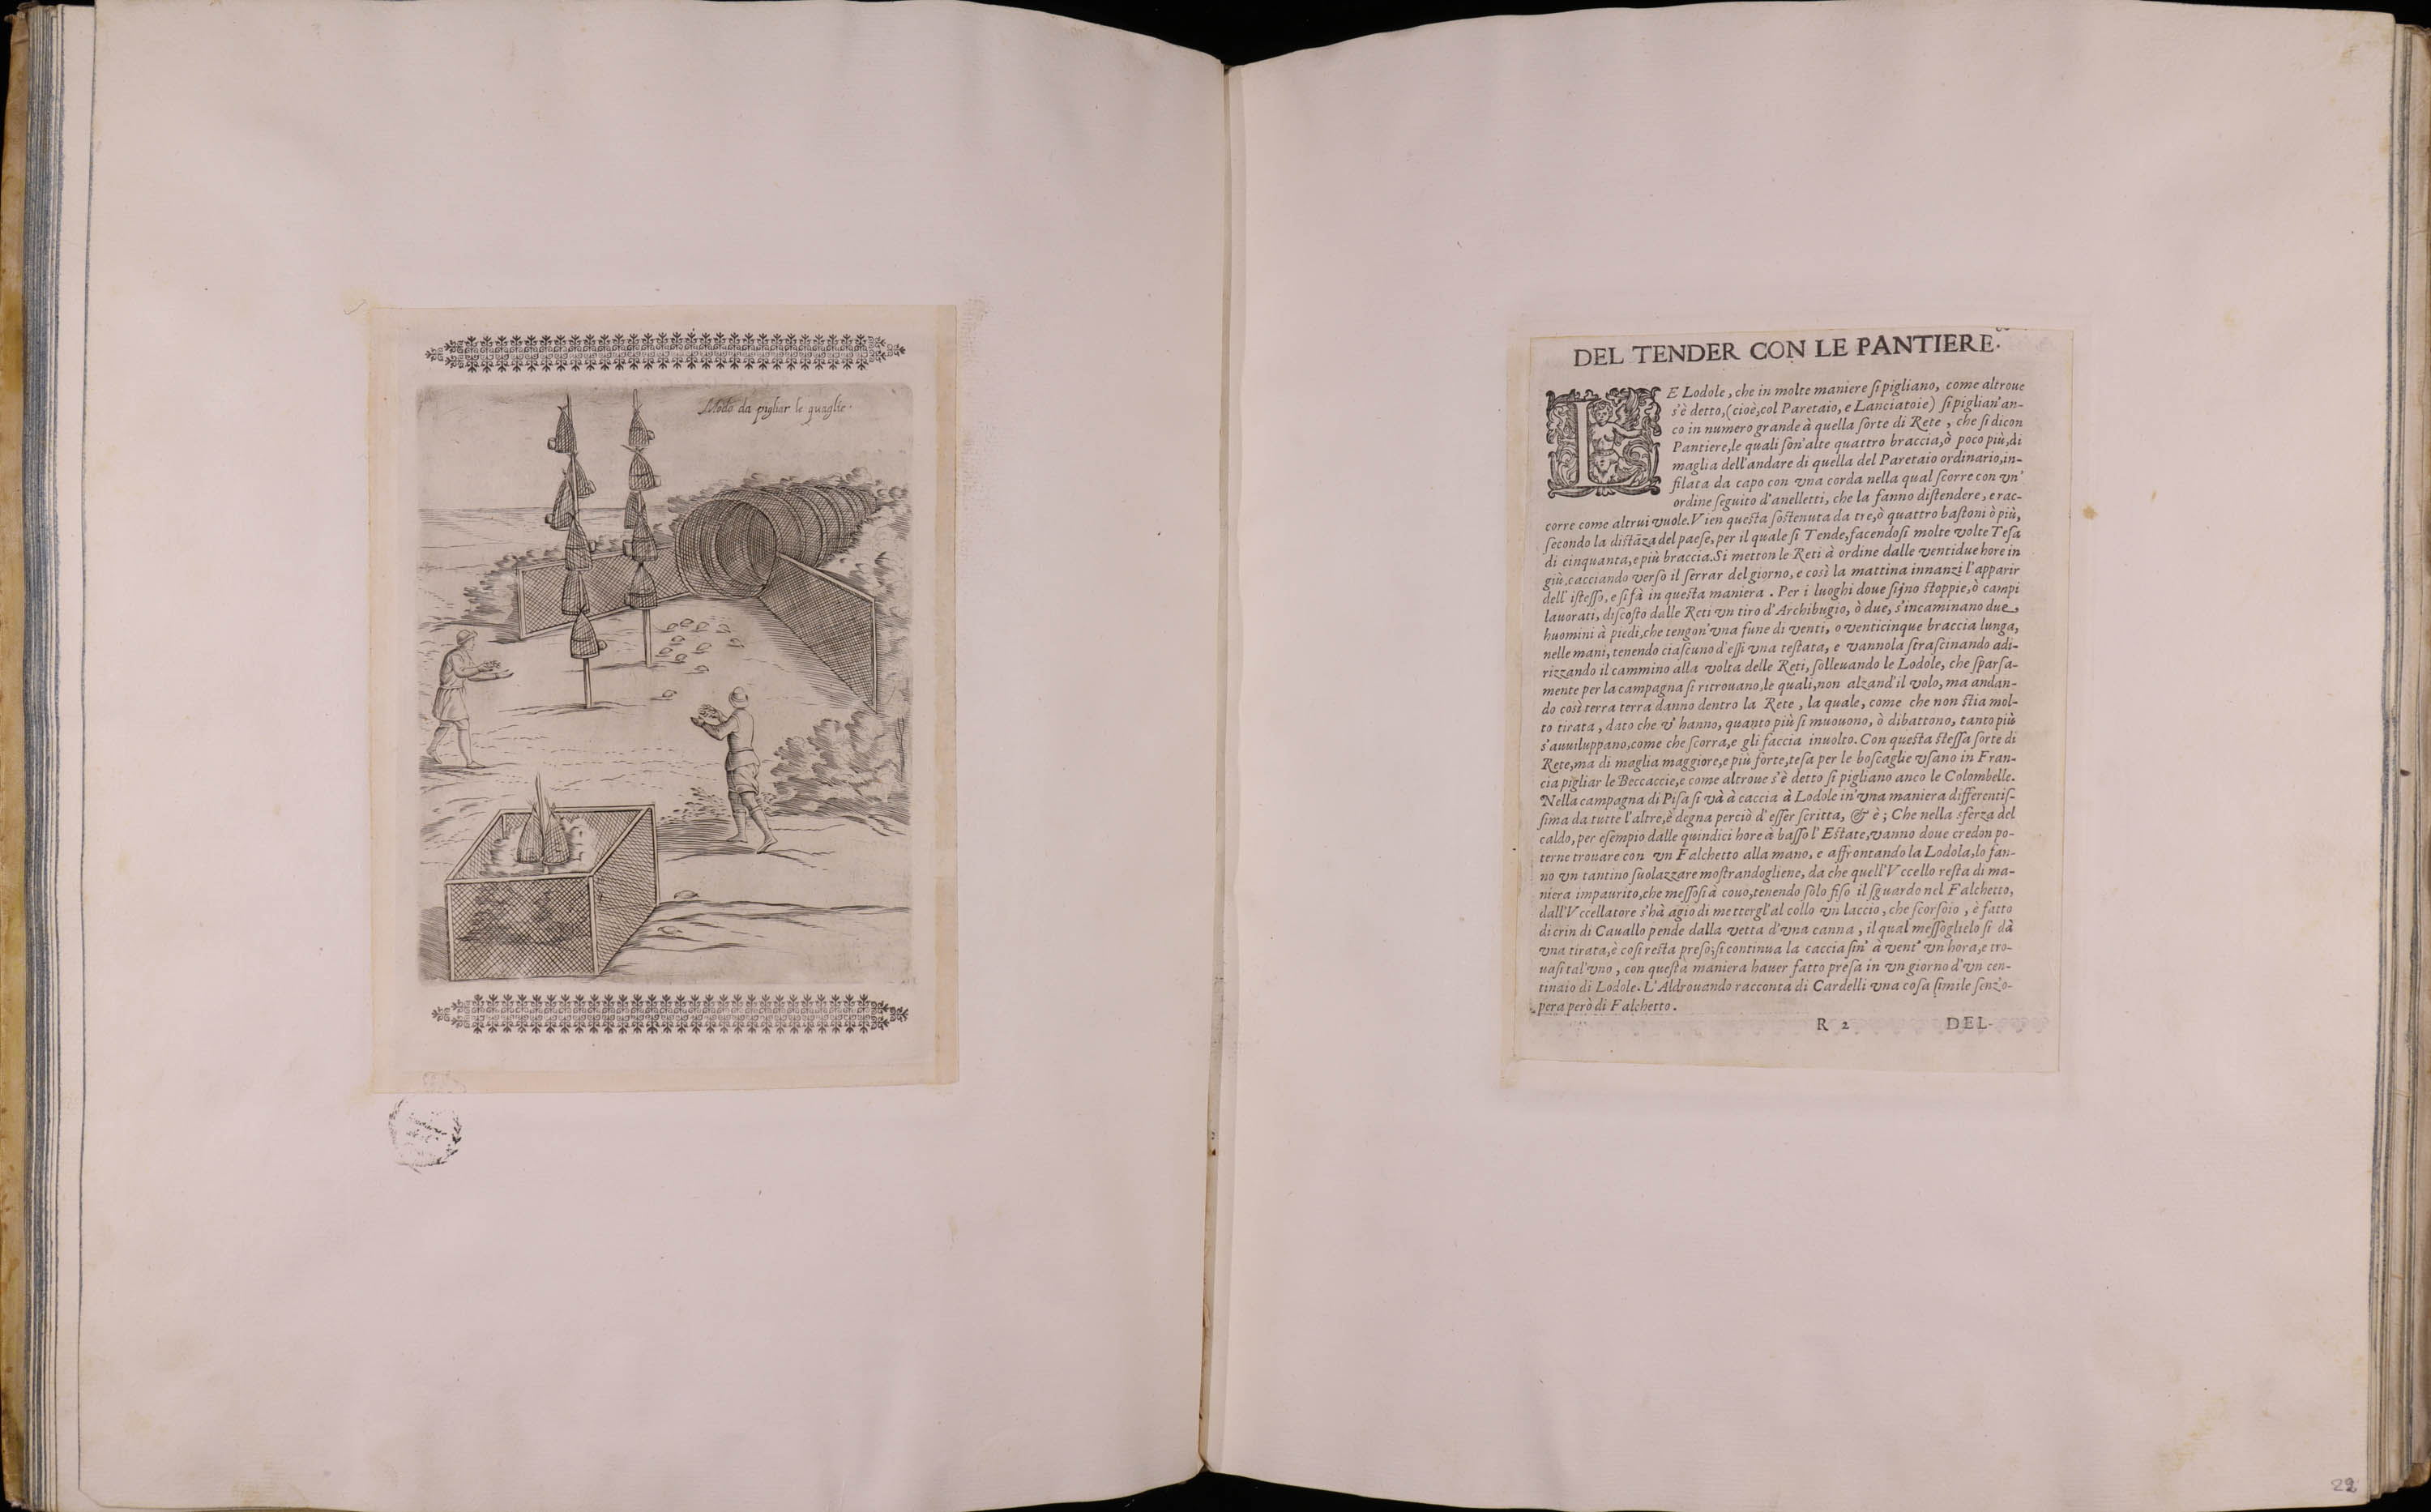 Modo da pigliar le quaglie.
DEL TENDER CON LE PANTIERE.
LE Lodole, che in molte maniere ſi pigliano, come altroue
s'è detto, (cioè, col Paretaio, e Lanciatoie) ſi piglian' an-
co in numero grande à quella ſorte di Rete, che ſi dicon
Pantiere, le quali ſon' alte quattro braccia, ò poco più, di
maglia dell'andare di quella del Paretaio ordinario, in-
filata da capo con vna corda nella qual ſcorre con vn'
ordine ſeguito d'anelletti, che la fanno diſtendere, e rac-
corre come altrui vuole. Vien queſta ſoſtenuta da tre, ò quattro baſtoni ò più,
ſecondo la diſtāza del paeſe, per il quale ſi Tende, facendoſi molte volte Teſa
di cinquanta, e più braccia. Si metton le Reti à ordine dalle ventidue hore in
giù, cacciando verſo il ſerrar del giorno, e così la mattina innanzi l'apparir
dell' iſteſſo, e ſi fà in queſta maniera. Per i luoghi doue ſijno ſtoppie, ò campi
lauorati, diſcoſto dalle Reti vn tiro d'Archibugio, ò due, s'incaminano due
huomini à piedi, che tengon' vna fune di venti, o venticinque braccia lunga,
nelle mani, tenendo ciaſcuno d'eſſi vna teſtata, e vannola ſtraſcinando adi-
rizzando il cammino alla volta delle Reti, ſolleuando le Lodole, che ſparſa-
mente per la campagna ſi ritrouano, le quali, non alzand' il volo, ma andan-
do così terra terra danno dentro la Rete, la quale, come che non ſtia mol-
to tirata, dato che v' hanno, quanto più ſi muouono, ò dibattono, tanto più
s'auuiluppano, come che ſcorra, e gli faccia inuolto. Con queſta ſteſſa ſorte di
Rete, ma di maglia maggiore, e più forte, teſa per le boſcaglie vſano in Fran-
cia pigliar le Beccaccie, e come altroue s'è detto ſi pigliano anco le Colombelle.
Nella campagna di Piſa ſi và à caccia à Lodole in' vna maniera differentiſ-
ſima da tutte l'altre, è degna perciò d'eſſer ſcritta, & è; Che nella sferza del
caldo, per eſempio dalle quindici hore à baſſo l' Eſtate, vanno doue credon po-
terne trouare con vn Falchetto alla mano, e affrontando la Lodola, lo fan-
no vn tantino ſuolazzare moſtrandogliene, da che quell' Vccello reſta di ma-
niera impaurito, che meſſoſi à couo, tenendo ſolo fiſo il ſguardo nel Falchetto,
dall' Vccellatore s'hà agio di mettergl' al collo vn laccio, che ſcorſoio, è fatto
di crin di Cauallo pende dalla vetta d'vna canna, il qual meſſoglielo ſi dà
vna tirata, è coſi reſta preſo; ſi continua la caccia ſin' à vent' vn hora, e tro-
uaſi tal' vno, con queſta maniera hauer fatto preſa in vn giorno d'vn cen-
tinaio di Lodole. L'Aldrouando racconta di Cardelli vna coſa ſimile ſenz'o-
pera però di Falchetto.
R 2 DEL-